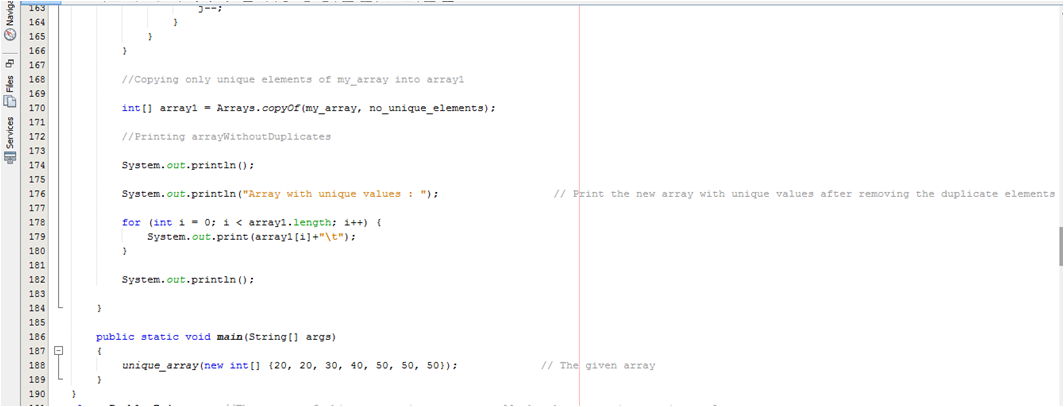 Naviga
Files
Services
163 j--;
164 }
165 }
166 }
167
168 //Copying only unique elements of my_array into array1
169
170 int[] array1 = Arrays.copyOf(my_array, no_unique_elements);
171
172 //Printing arrayWithoutDuplicates
173
174 System.out.println();
175
176 System.out.println("Array with unique values : "); // Print the new array with unique values after removing the duplicate elements
177
178 for (int i = 0; i < array1.length; i++) {
179 System.out.print(array1[i]+"\t");
180 }
181
182 System.out.println();
183
184 }
185
186 public static void main(String[] args)
187 {
188 unique_array(new int[] {20, 20, 30, 40, 50, 50, 50}); // The given array
189 }
190 }